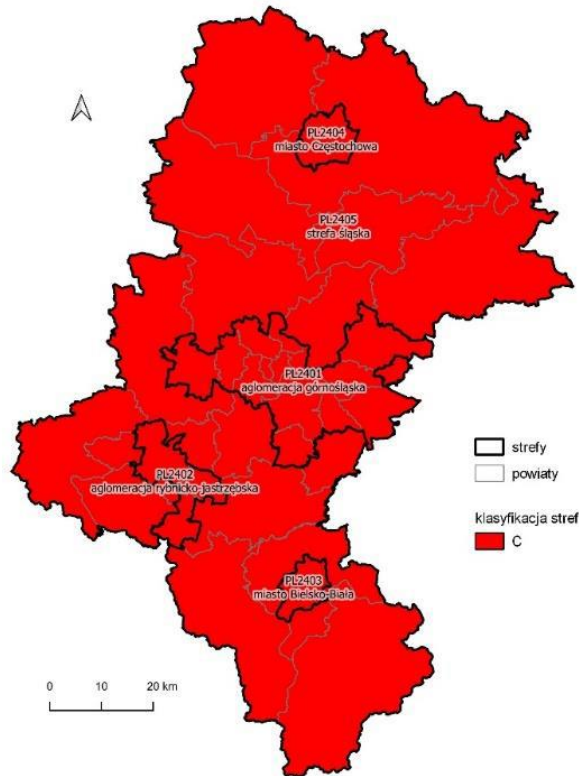 PL2404
miasto Częstochowa
PL2405
strefa śląska
PL2401
aglomeracja górnośląska
PL2402
aglomeracja rybnicko-jastrzębska
PL2403
miasto Bielsko-Biała
strefy
powiaty
klasyfikacja stref
C
0 10 20 km